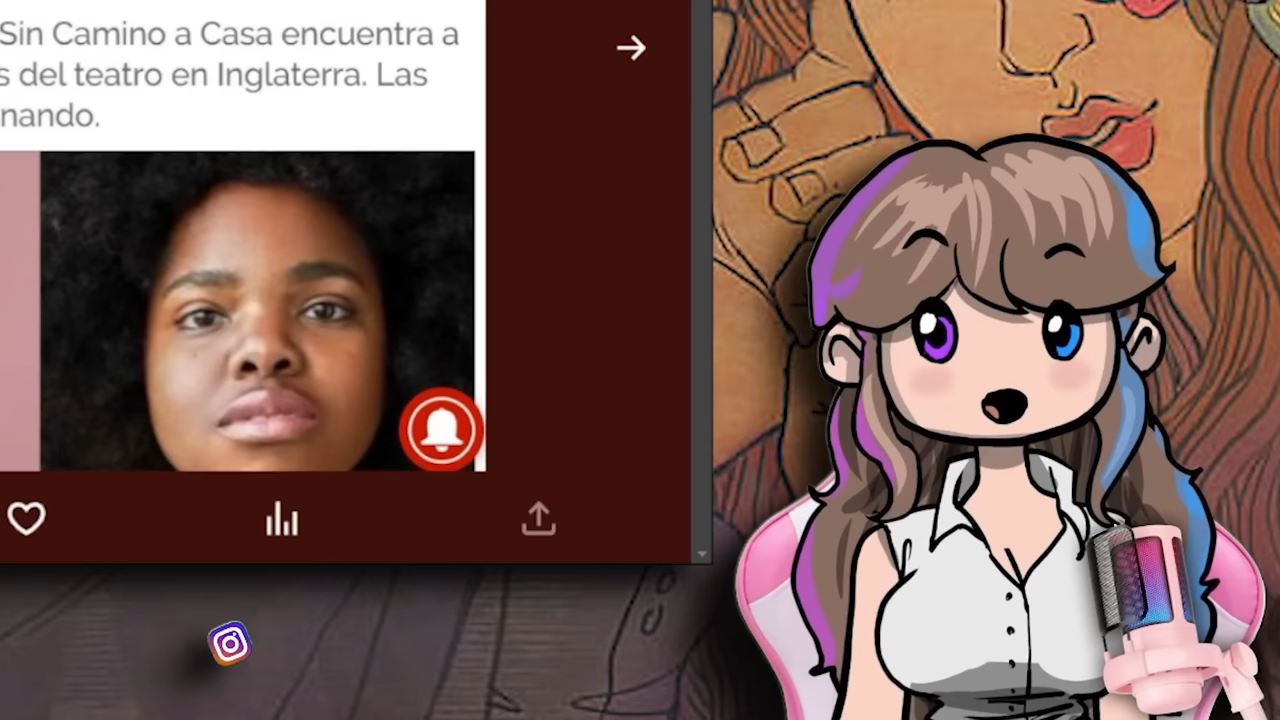 Sin Camino a Casa encuentra a
s del teatro en Inglaterra. Las
nando.